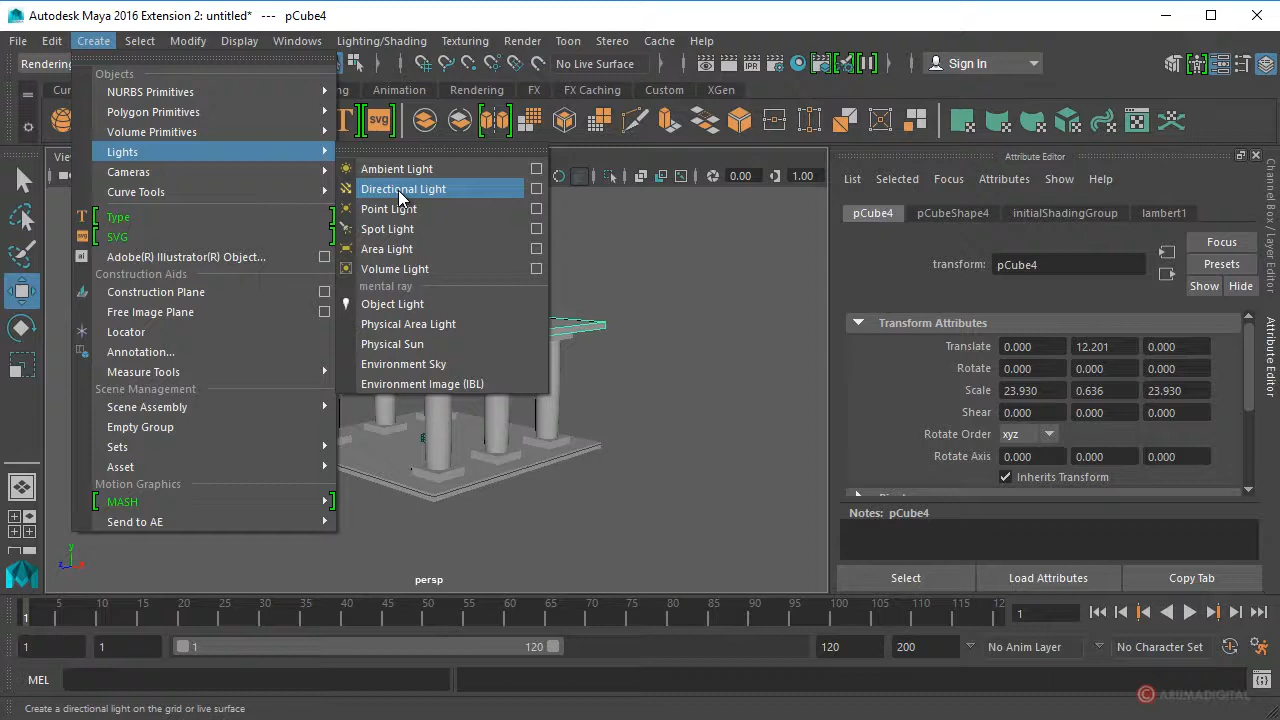 Autodesk Maya 2016 Extension 2: untitled* --- pCube4
File Edit Create Select Modify Display Windows Lighting/Shading Texturing Render Toon Stereo Cache Help
Rendering No Live Surface Sign In
Animation Rendering FX FX Caching Custom XGen
Objects
NURBS Primitives
Polygon Primitives
Volume Primitives
Lights
Cameras
Curve Tools
Type
SVG
Adobe(R) Illustrator(R) Object...
Construction Aids
Construction Plane
Free Image Plane
Locator
Annotation...
Measure Tools
Scene Management
Scene Assembly
Empty Group
Sets
Asset
Motion Graphics
MASH
Send to AE
Ambient Light
Directional Light
Point Light
Spot Light
Area Light
Volume Light
mental ray
Object Light
Physical Area Light
Physical Sun
Environment Sky
Environment Image (IBL)
T svg
0.00 1.00
persp
Attribute Editor
List Selected Focus Attributes Show Help
pCube4 pCubeShape4 initialShadingGroup lambert1
transform: pCube4
Focus
Presets
Show Hide
Transform Attributes
Translate 0.000 12.201 0.000
Rotate 0.000 0.000 0.000
Scale 23.930 0.636 23.930
Shear 0.000 0.000 0.000
Rotate Order xyz
Rotate Axis 0.000 0.000 0.000
Inherits Transform
Notes: pCube4
Select Load Attributes Copy Tab
Channel Box / Layer Editor
Attribute Editor
5 10 15 20 25 30 35 40 45 50 55 60 65 70 75 80 85 90 95 100 105 110 115 12
1 1
1 1 1 120 120 200 No Anim Layer No Character Set
MEL
Create a directional light on the grid or live surface
© ARUMADIGITAL